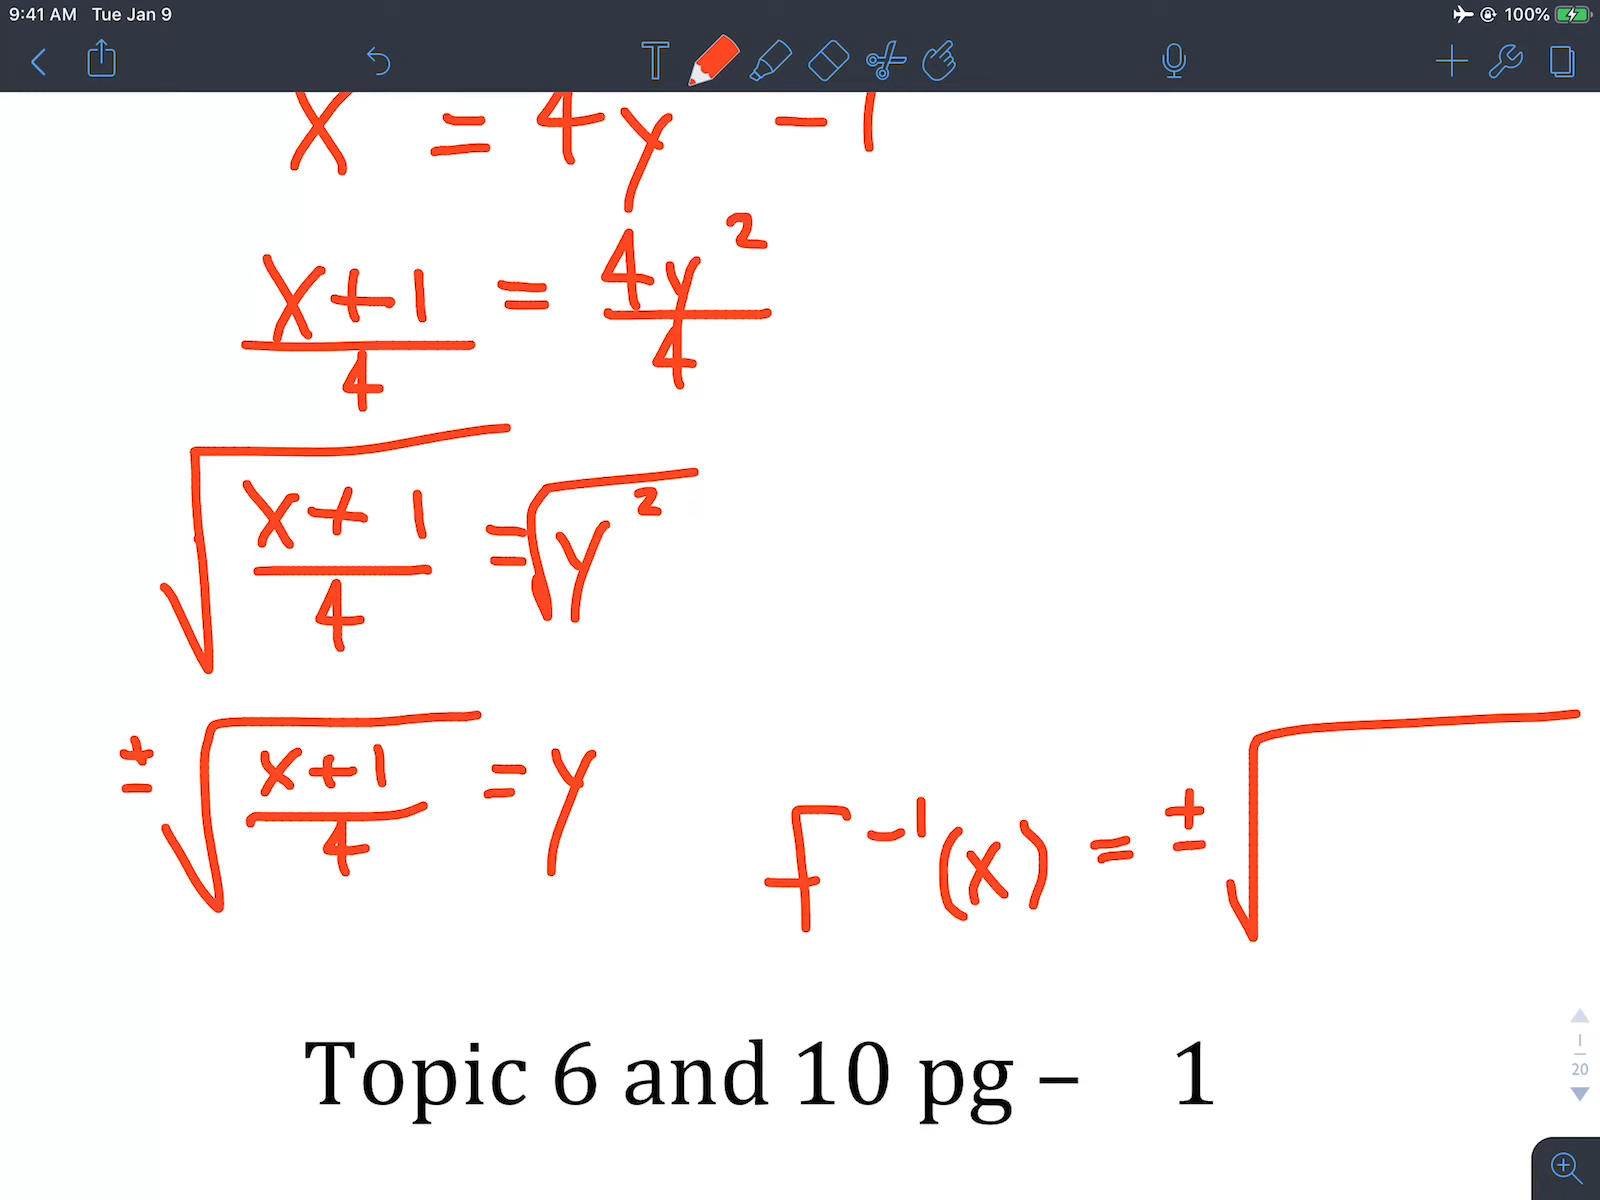 9:41 AM Tue Jan 9 100%
T
x = 4y - 1
x+1/4 = 4y²/4
√(x+1/4) = √y²
±√(x+1/4) = y
f⁻¹(x) = ±√
Topic 6 and 10 pg – 1
1
20